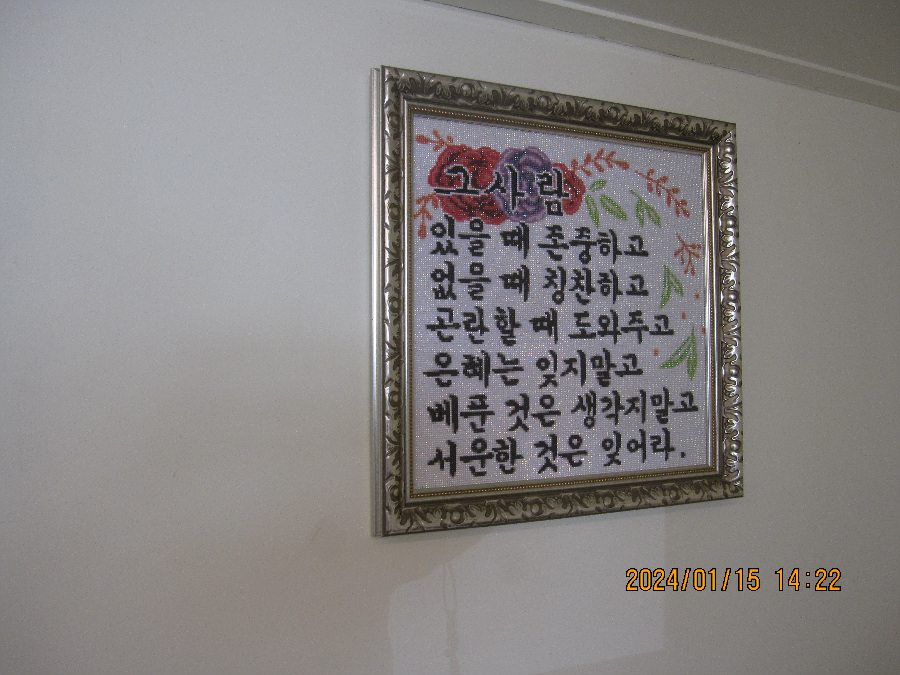 그 사람
있을 때 존중하고
없을 때 칭찬하고
곤란할 때 도와주고
은혜는 잊지말고
베푼 것은 생각지말고
서운한 것은 잊어라.
2024/01/15 14:22